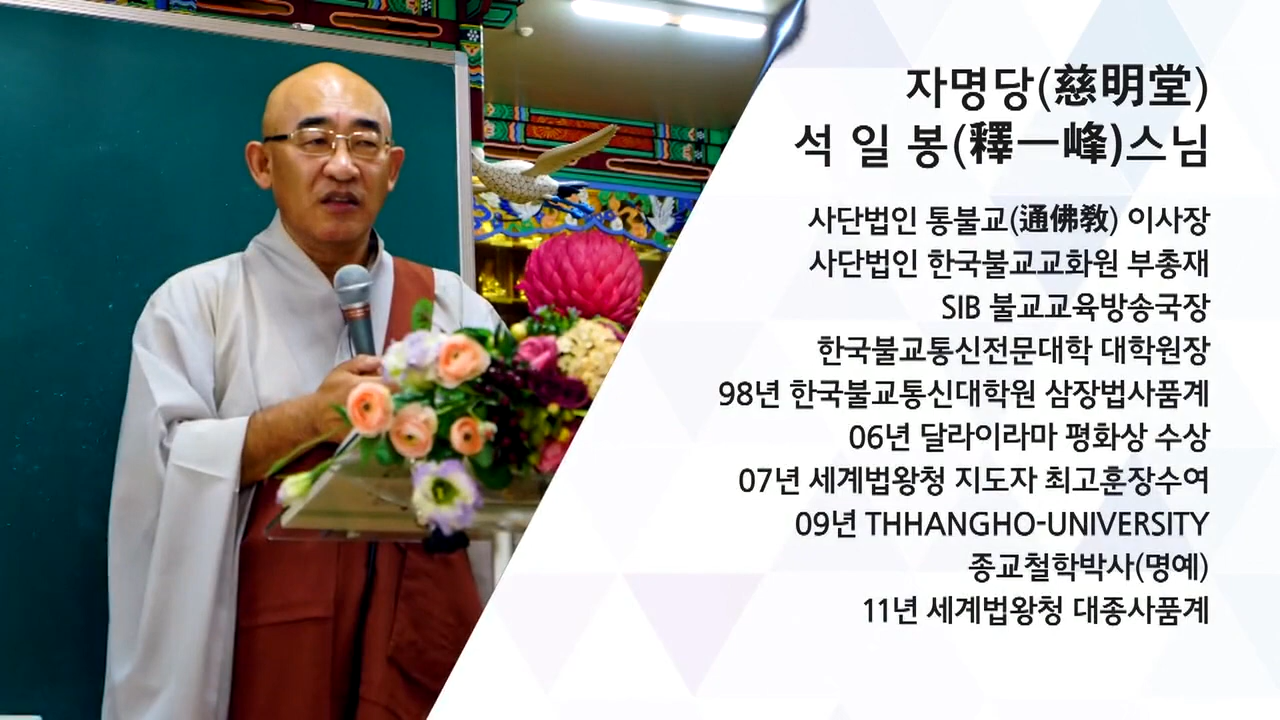 자명당(慈明堂)
석 일 봉(釋一峰)스님
사단법인 통불교(通佛敎) 이사장
사단법인 한국불교교화원 부총재
SIB 불교교육방송국장
한국불교통신전문대학 대학원장
98년 한국불교통신대학원 삼장법사품계
06년 달라이라마 평화상 수상
07년 세계법왕청 지도자 최고훈장수여
09년 THHANGHO-UNIVERSITY
종교철학박사(명예)
11년 세계법왕청 대종사품계